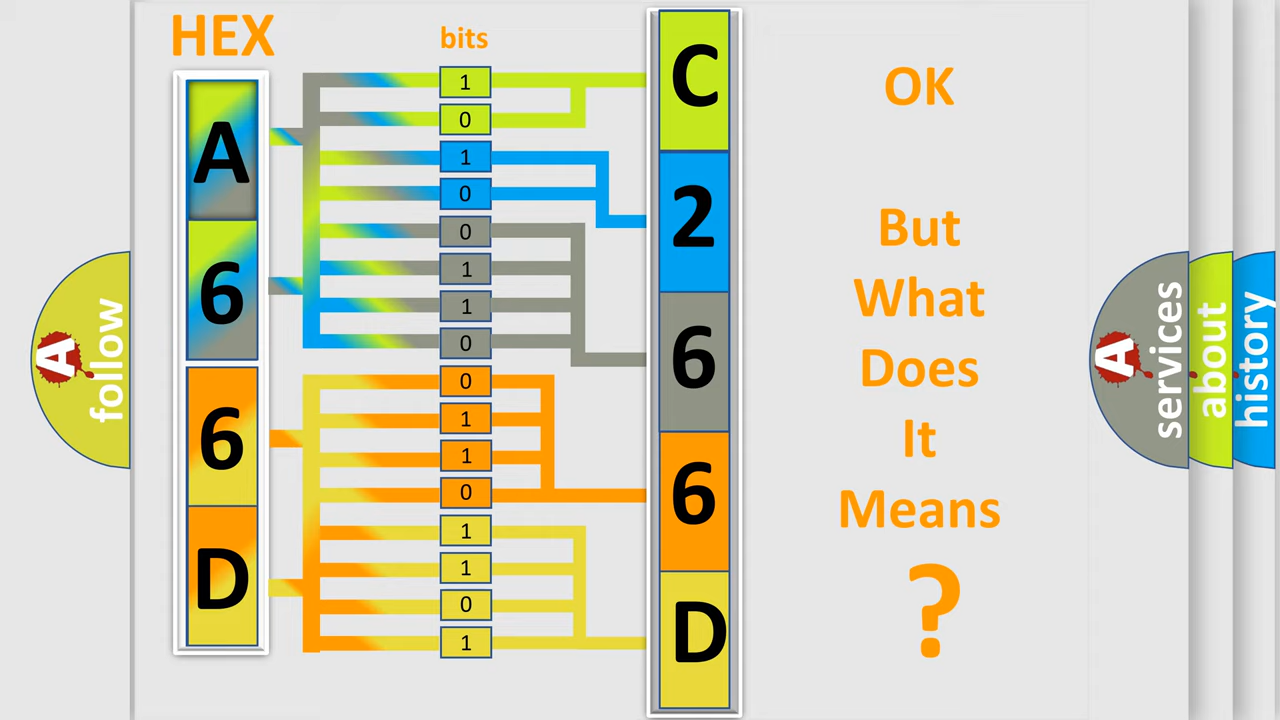 HEX
bits
A
6
6
D
1
0
1
0
0
1
1
0
0
1
1
0
1
1
0
1
C
2
6
6
D
OK
But
What
Does
It
Means
?
A
follow
A
services
about
history